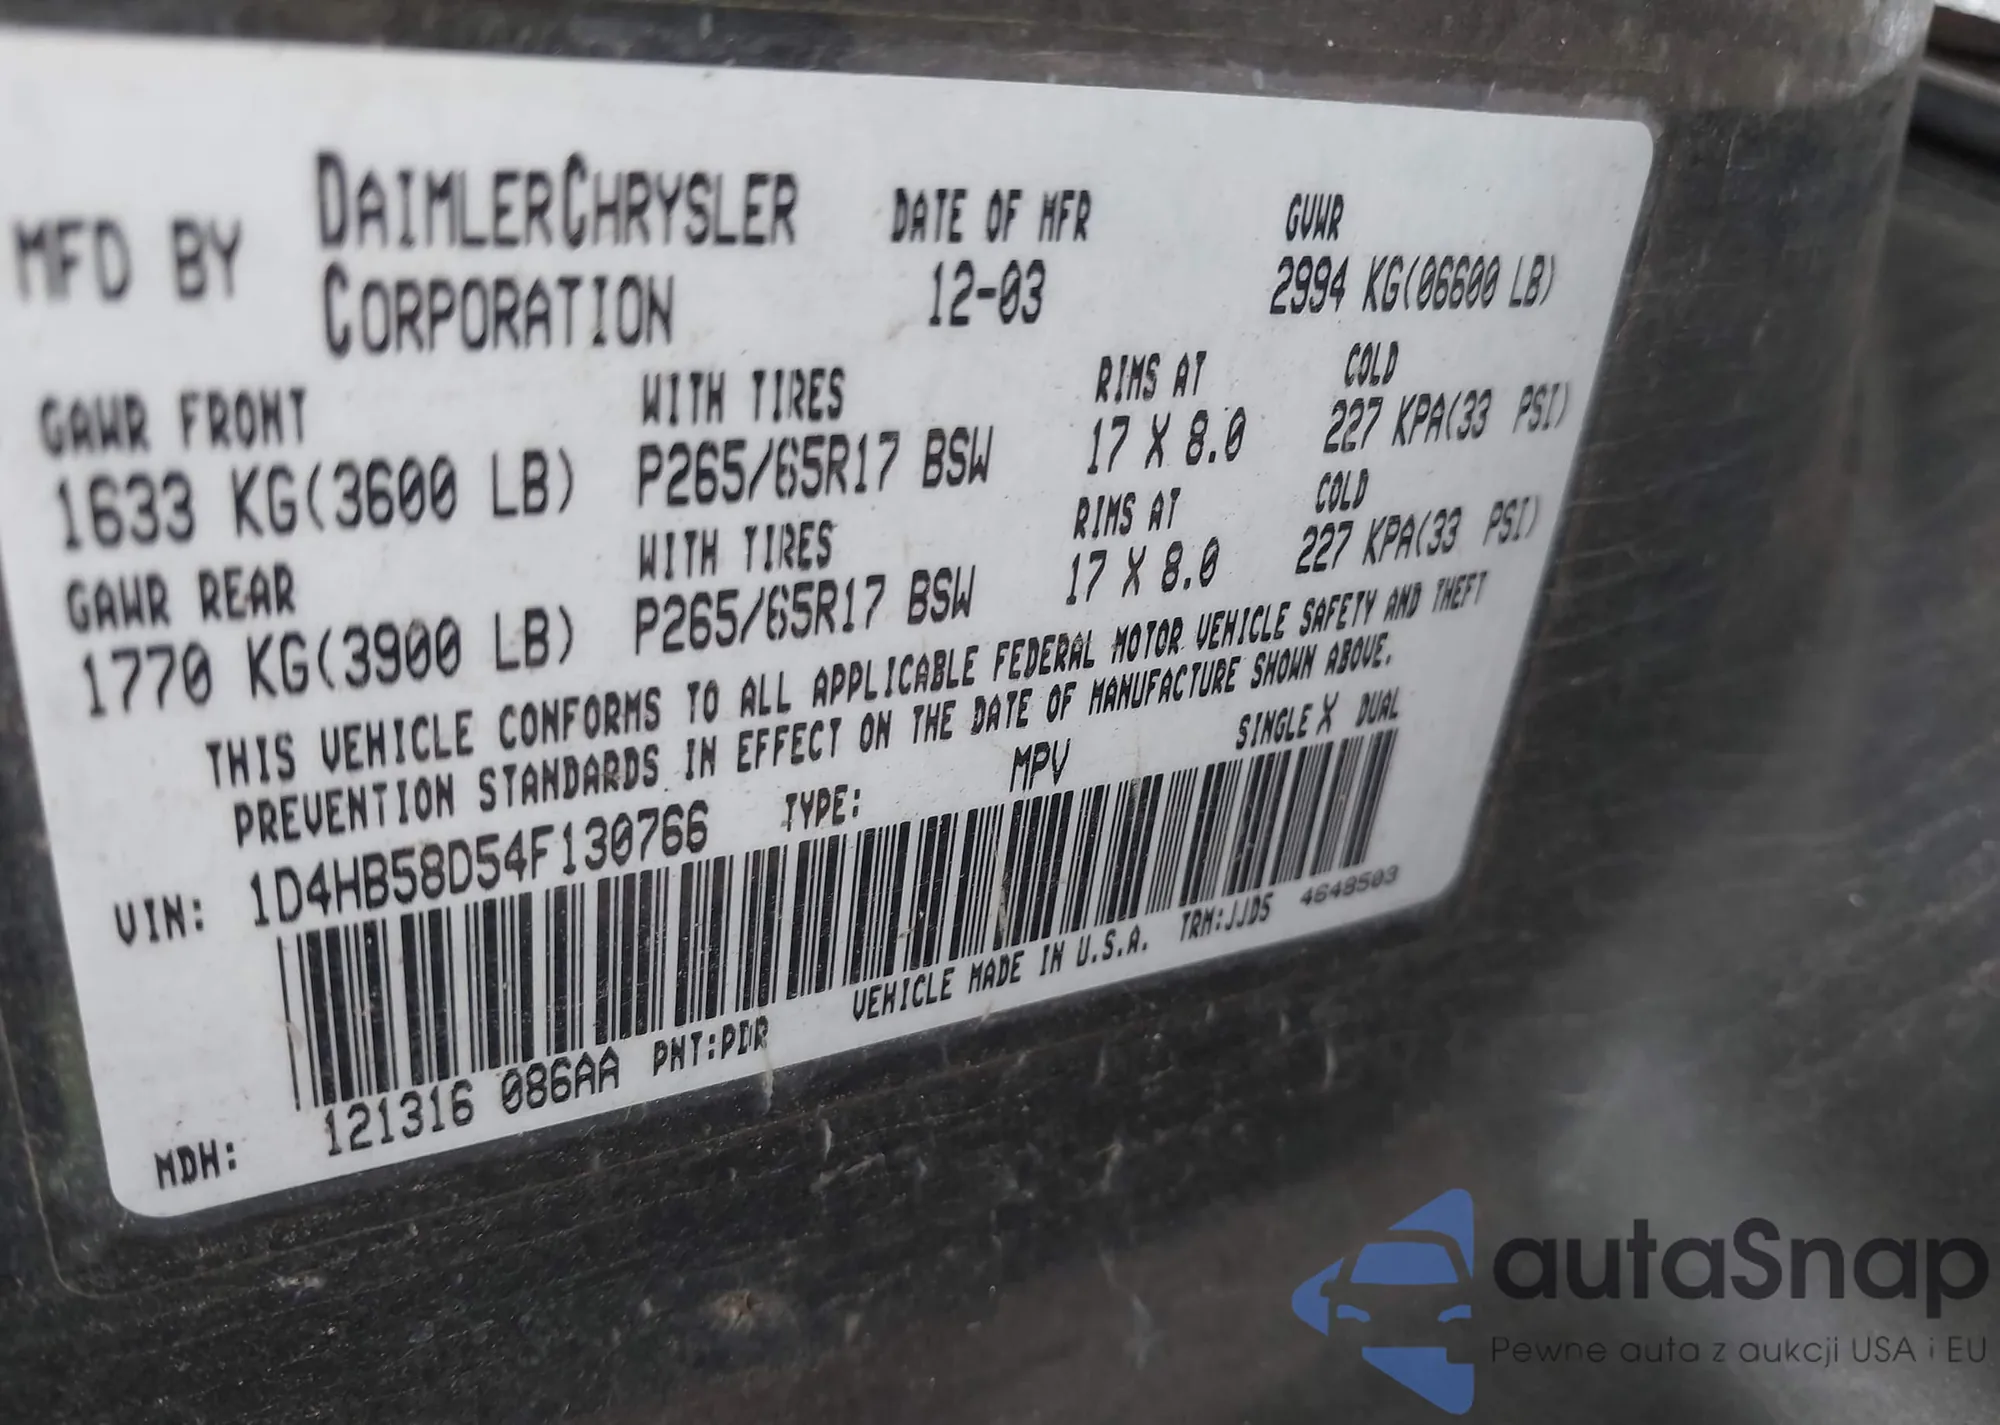 MFD BY DAIMLERCHRYSLER CORPORATION DATE OF MFR 12-03 GVWR 2994 KG(06600 LB)
GAWR FRONT WITH TIRES RIMS AT COLD
1633 KG(3600 LB) P265/65R17 BSW 17 X 8.0 227 KPA(33 PSI)
GAWR REAR WITH TIRES RIMS AT COLD
1770 KG(3900 LB) P265/65R17 BSW 17 X 8.0 227 KPA(33 PSI)
THIS VEHICLE CONFORMS TO ALL APPLICABLE FEDERAL MOTOR VEHICLE SAFETY AND THEFT
PREVENTION STANDARDS IN EFFECT ON THE DATE OF MANUFACTURE SHOWN ABOVE.
VIN: 1D4HB58D54F130766 TYPE: MPV SINGLE X DUAL
MDH: 121316 086AA PNT:PDR VEHICLE MADE IN U.S.A. TRM:JJD5 4648503
autaSnap
Pewne auta z aukcji USA i EU